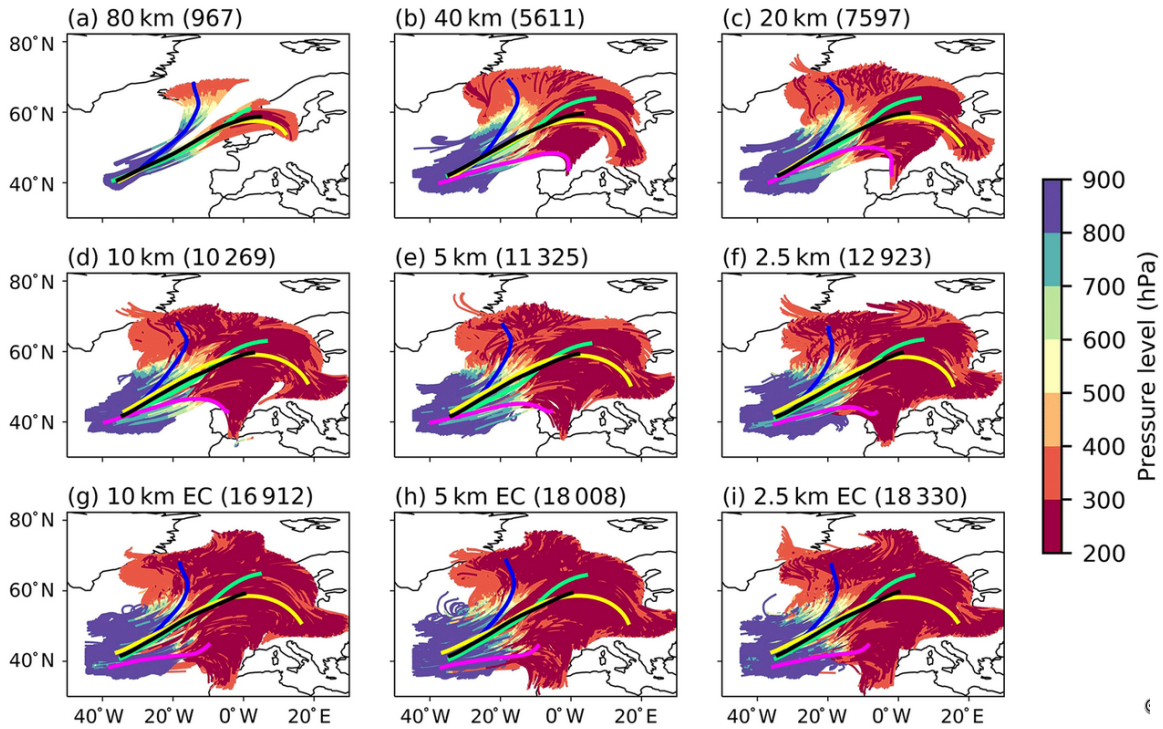 (a) 80 km (967) (b) 40 km (5611) (c) 20 km (7597)
80°N
60°N
40°N
(d) 10 km (10 269) (e) 5 km (11 325) (f) 2.5 km (12 923)
80°N
60°N
40°N
(g) 10 km EC (16 912) (h) 5 km EC (18 008) (i) 2.5 km EC (18 330)
80°N
60°N
40°N
40°W 20°W 0°W 20°E 40°W 20°W 0°W 20°E 40°W 20°W 0°W 20°E
900
800
700
600
500
400
300
200
Pressure level (hPa)